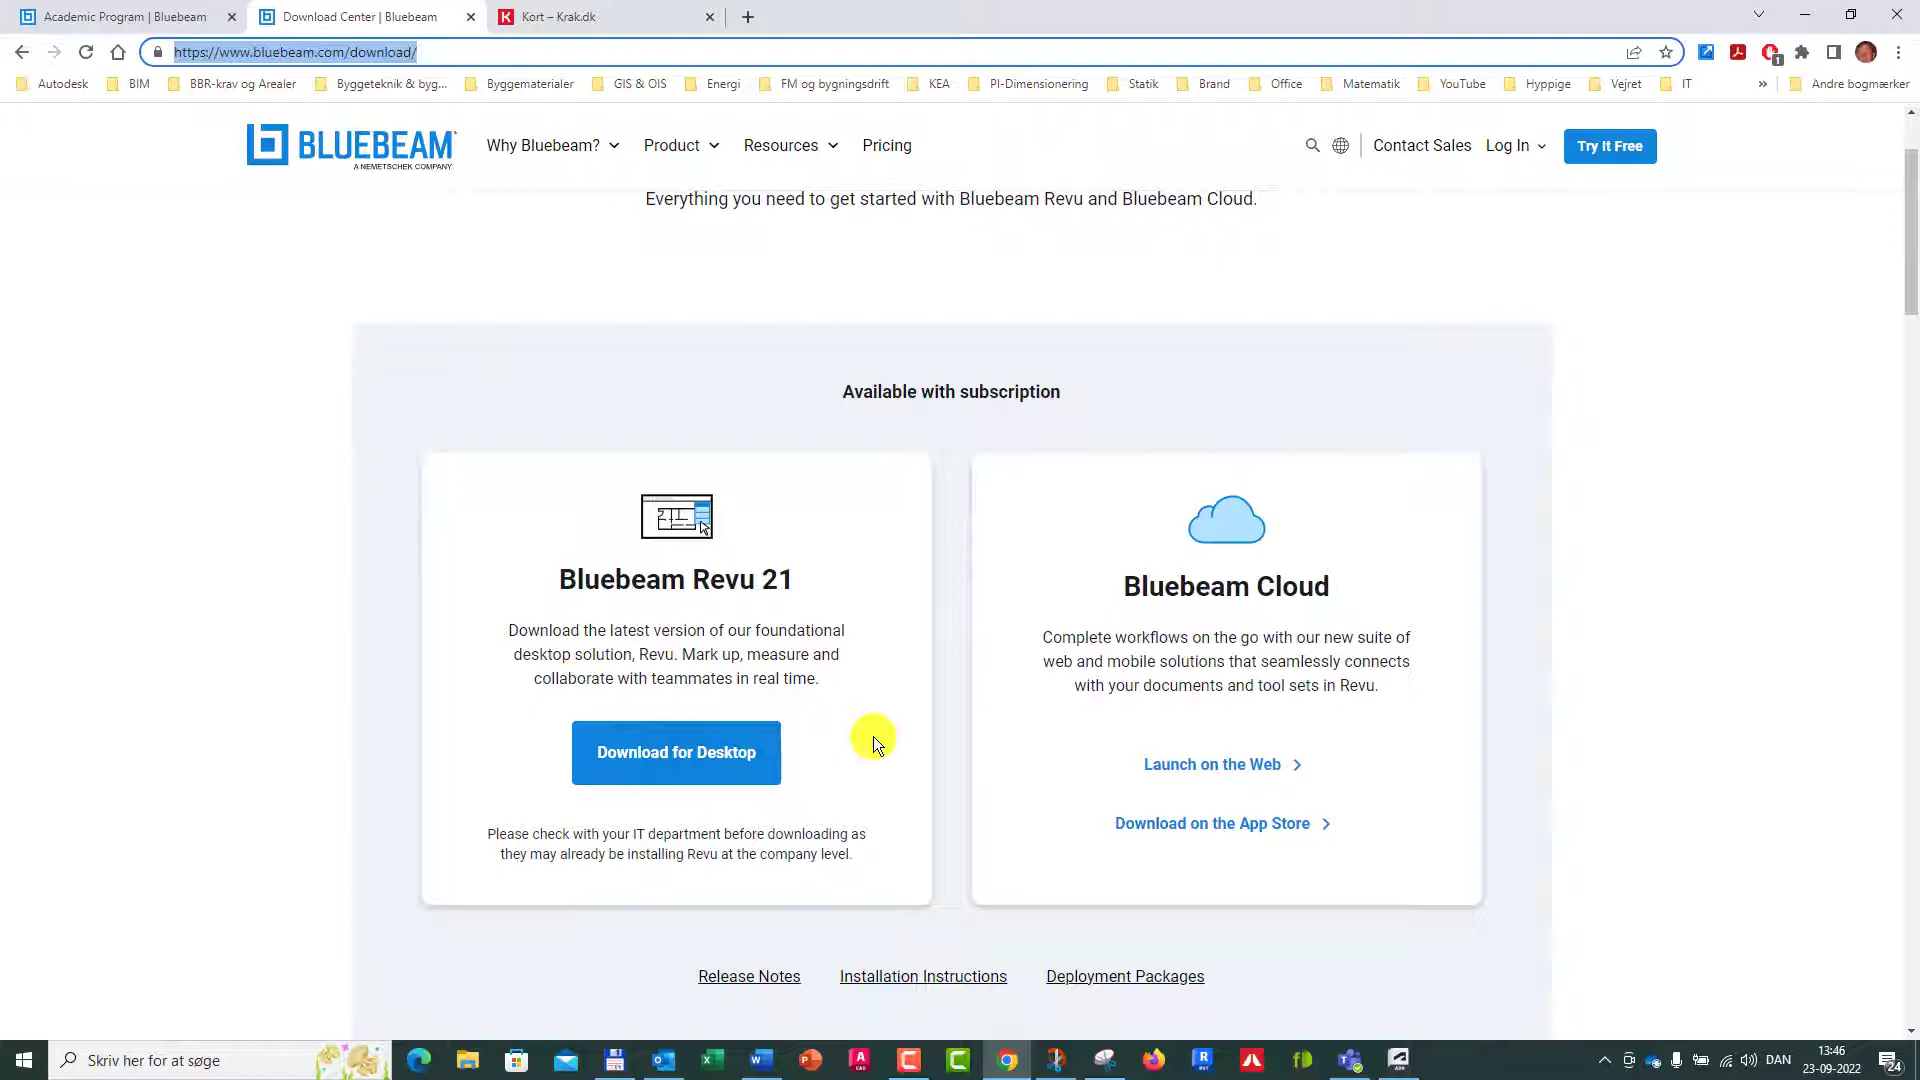 Academic Program | Bluebeam
Download Center | Bluebeam
Kort – Krak.dk
https://www.bluebeam.com/download/
1
Autodesk
BIM
BBR-krav og Arealer
Byggeteknik & byg...
Byggematerialer
GIS & OIS
Energi
FM og bygningsdrift
KEA
PI-Dimensionering
Statik
Brand
Office
Matematik
YouTube
Hyppige
Vejret
IT
»
Andre bogmærker
BLUEBEAM
A NEMETSCHEK COMPANY
Why Bluebeam?
Product
Resources
Pricing
Contact Sales
Log In
Try It Free
Everything you need to get started with Bluebeam Revu and Bluebeam Cloud.
Available with subscription
Bluebeam Revu 21
Download the latest version of our foundational
desktop solution, Revu. Mark up, measure and
collaborate with teammates in real time.
Download for Desktop
Please check with your IT department before downloading as
they may already be installing Revu at the company level.
Bluebeam Cloud
Complete workflows on the go with our new suite of
web and mobile solutions that seamlessly connects
with your documents and tool sets in Revu.
Launch on the Web
Download on the App Store
Release Notes
Installation Instructions
Deployment Packages
Skriv her for at søge
DAN
13:46
23-09-2022
24